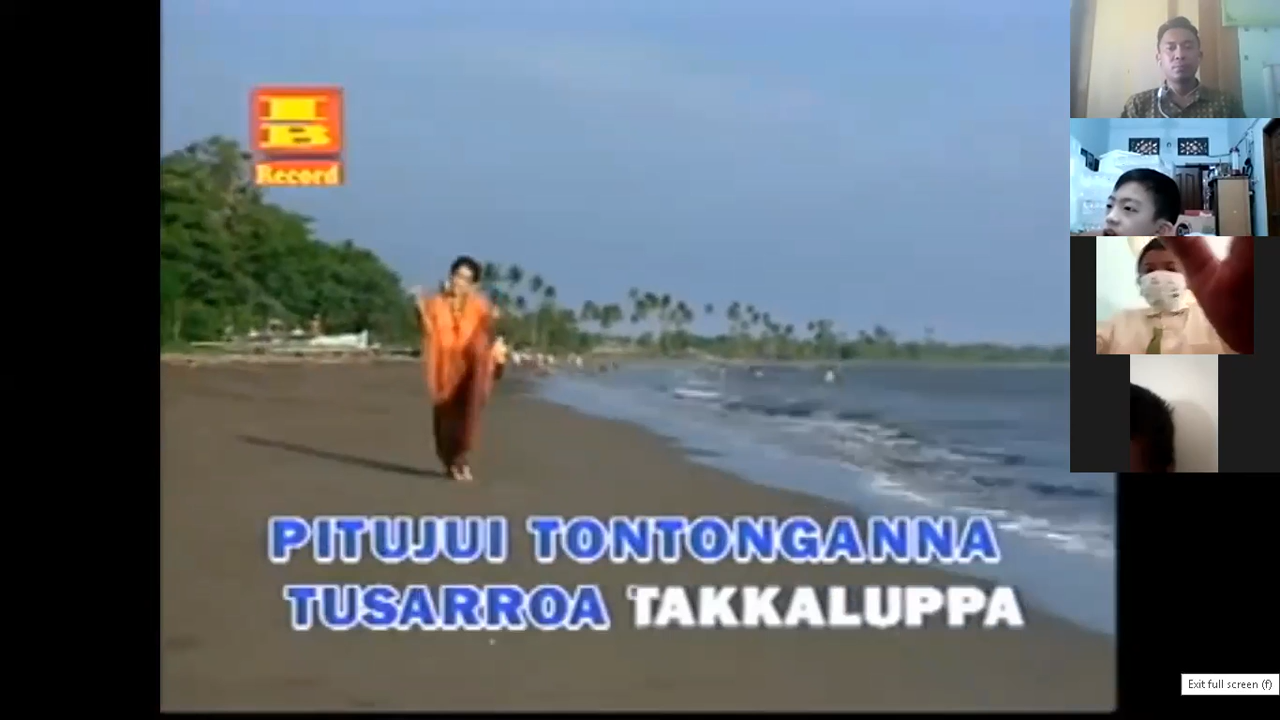 IB
Record
PITUJUI TONTONGANNA
TUSARROA TAKKALUPPA
Exit full screen (f)